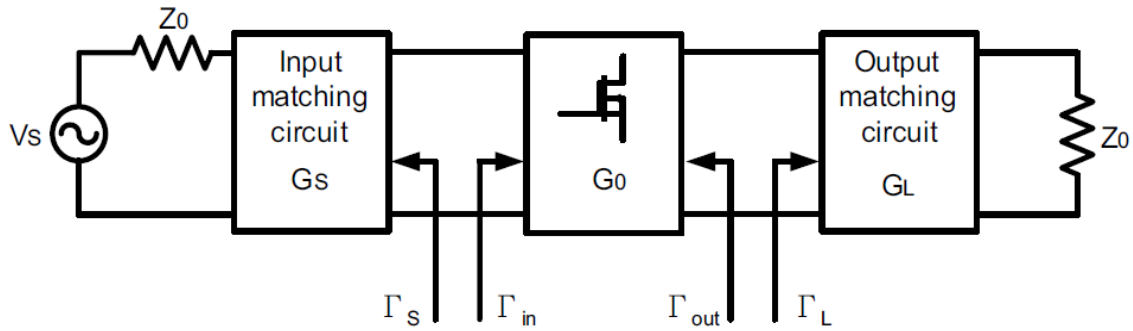 Z0
Input
matching
circuit
GS
VS
G0
Output
matching
circuit
GL
Z0
ΓS
Γin
Γout
ΓL